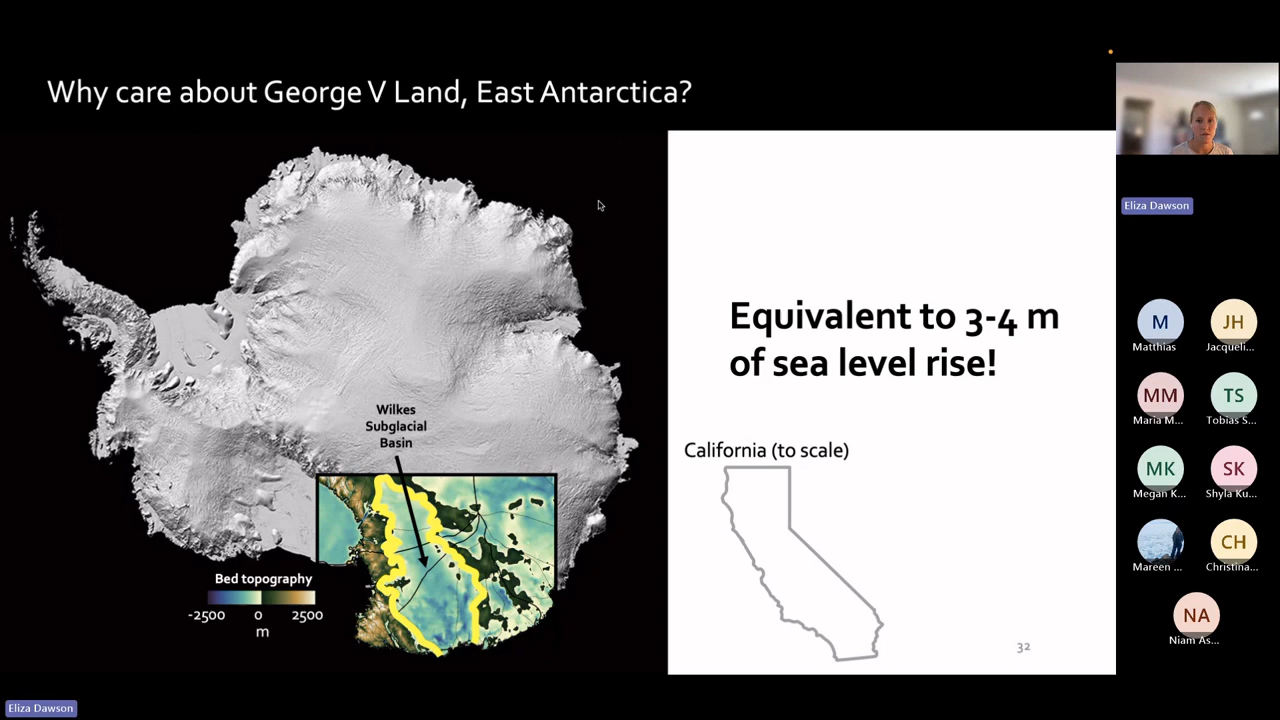 Why care about George V Land, East Antarctica?
Wilkes
Subglacial
Basin
Bed topography
-2500 0 2500
m
Equivalent to 3-4 m
of sea level rise!
California (to scale)
32
Eliza Dawson
M
Matthias
JH
Jacqueli...
MM
Maria M...
TS
Tobias S...
MK
Megan K...
SK
Shyla Ku...
Mareen ...
CH
Christina...
NA
Niam As...
Eliza Dawson